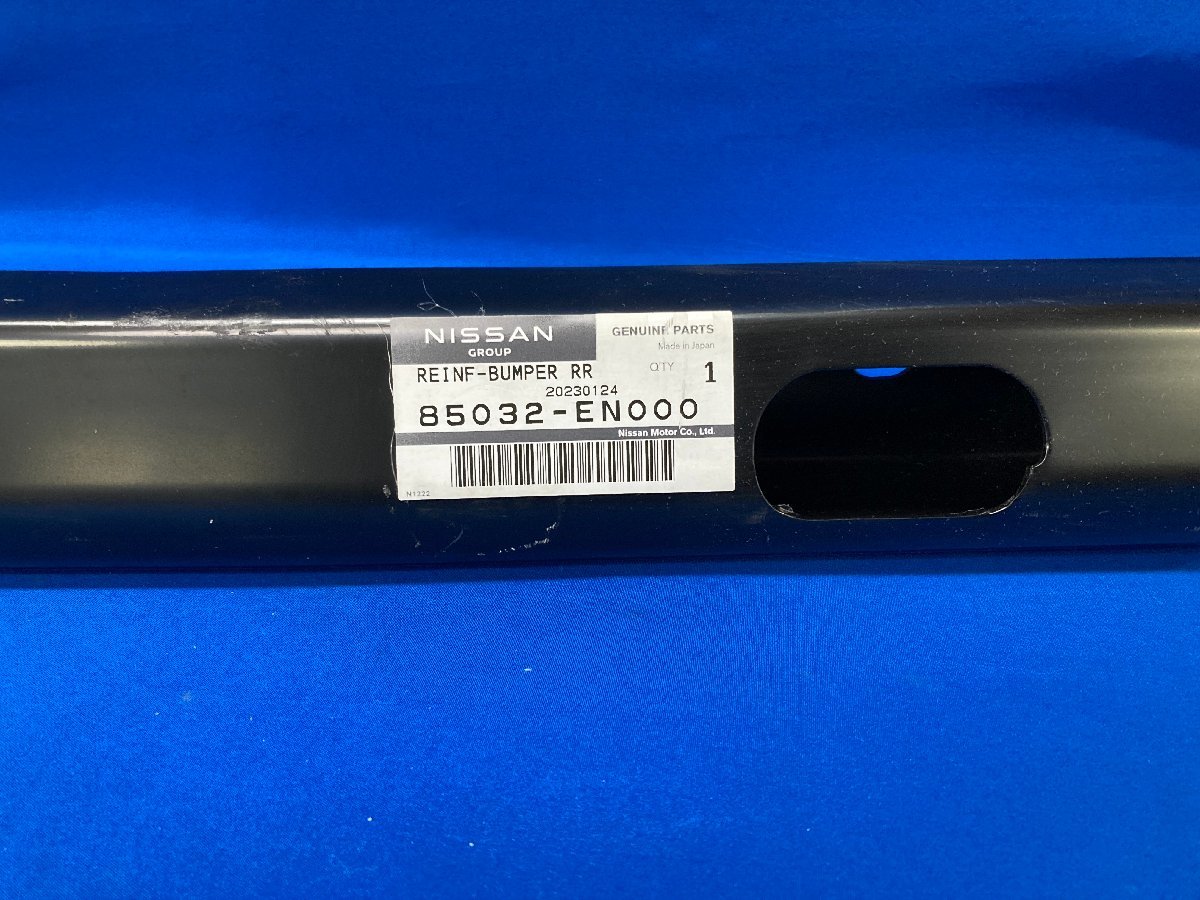 NISSAN
GROUP
GENUINE PARTS
Made in Japan
REINF-BUMPER RR
QTY 1
20230124
85032-EN000
Nissan Motor Co., Ltd.
N1222